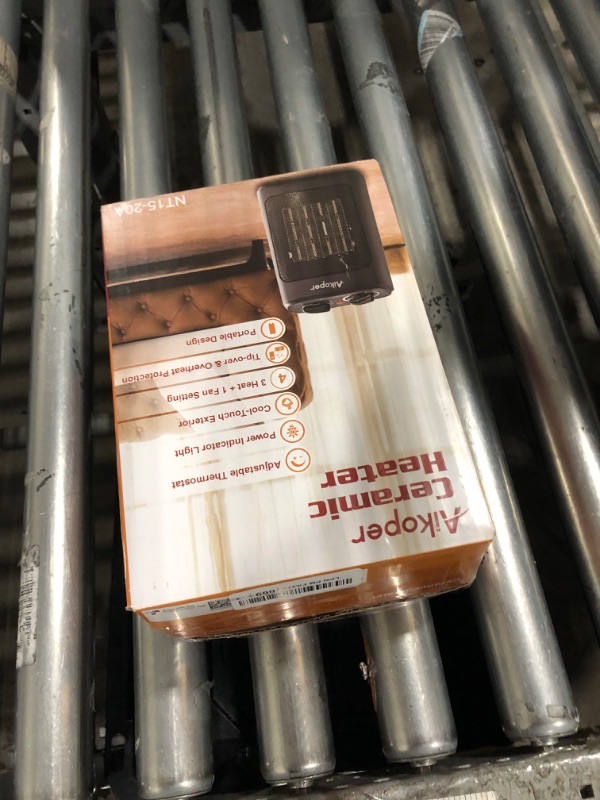 Aikoper
Ceramic
Heater
Adjustable Thermostat
Power Indicator Light
Cool-Touch Exterior
3 Heat + 1 Fan Setting
Tip-over & Overheat Protection
Portable Design
Aikoper
NT15-20A